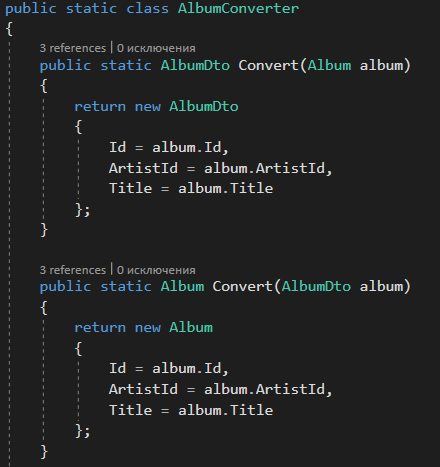 public static class AlbumConverter
{
3 references | 0 исключения
public static AlbumDto Convert(Album album)
{
return new AlbumDto
{
Id = album.Id,
ArtistId = album.ArtistId,
Title = album.Title
};
}
3 references | 0 исключения
public static Album Convert(AlbumDto album)
{
return new Album
{
Id = album.Id,
ArtistId = album.ArtistId,
Title = album.Title
};
}